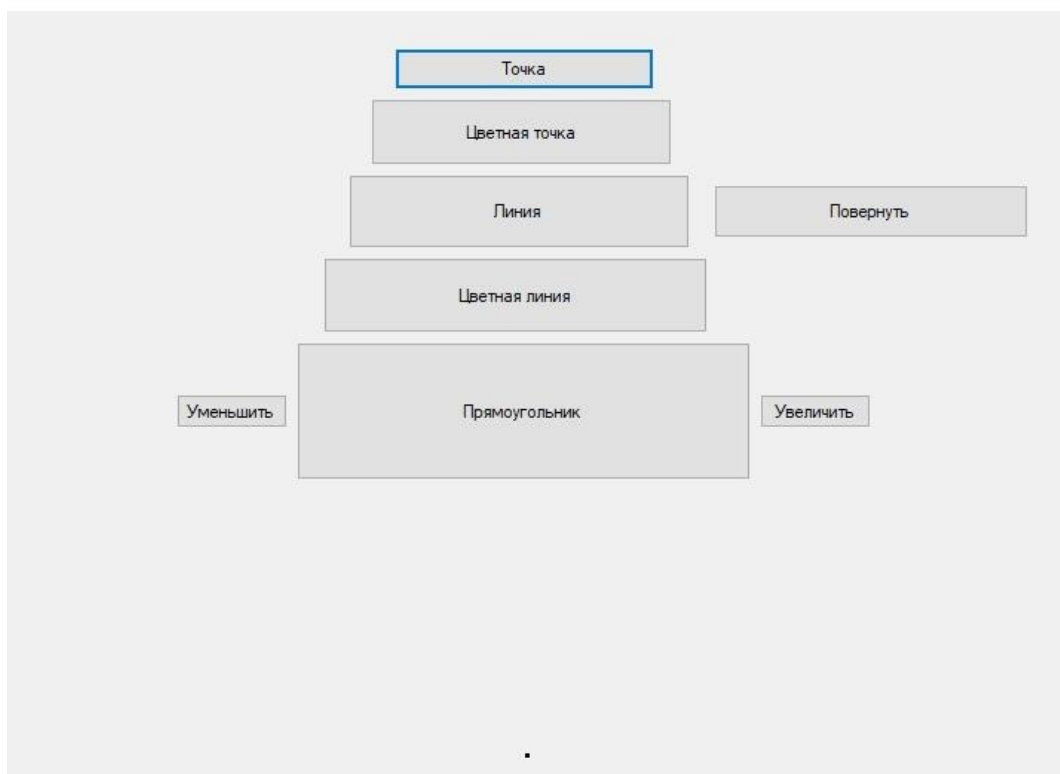 Точка
Цветная точка
Линия
Повернуть
Цветная линия
Уменьшить
Прямоугольник
Увеличить